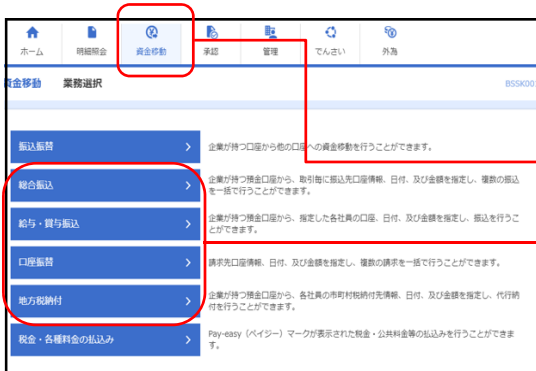 ホーム 明細照会 資金移動 承認 管理 でんさい 外為
資金移動 業務選択 BSSK001
振込振替 企業が持つ口座から他の口座への資金移動を行うことができます。
総合振込 企業が持つ預金口座から、取引毎に振込先口座情報、日付、及び金額を指定し、複数の振込
を一括で行うことができます。
給与・賞与振込 企業が持つ預金口座から、指定した各社員の口座、日付、及び金額を指定し、振込を行うこ
とができます。
口座振替 請求先口座情報、日付、及び金額を指定し、複数の請求を一括で行うことができます。
地方税納付 企業が持つ預金口座から、各社員の市町村税納付先情報、日付、及び金額を指定し、代行納
付を行うことができます。
税金・各種料金の払込み Pay-easy（ペイジー）マークが表示された税金・公共料金等の払込みを行うことができま
す。